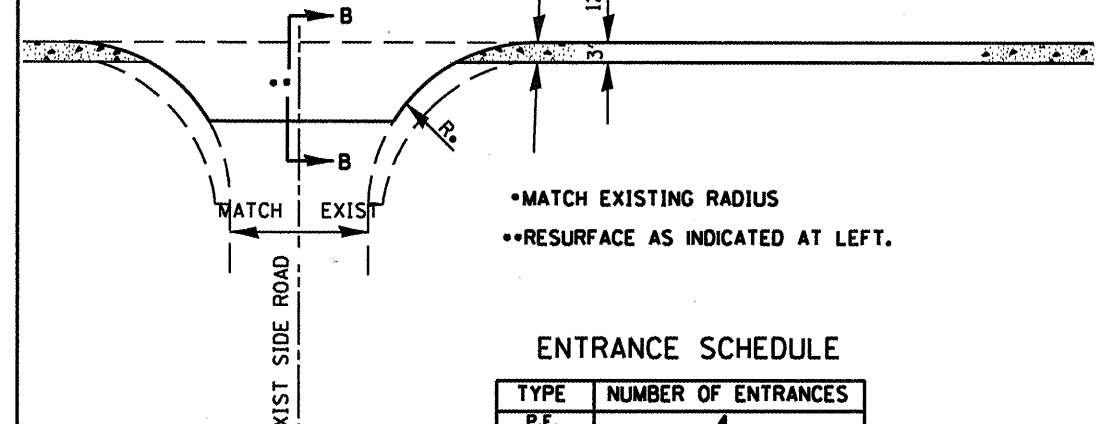 B
3'
R•
B
•MATCH EXISTING RADIUS
MATCH EXIST
••RESURFACE AS INDICATED AT LEFT.
SIDE ROAD
ENTRANCE SCHEDULE
TYPE NUMBER OF ENTRANCES
P.E. 4